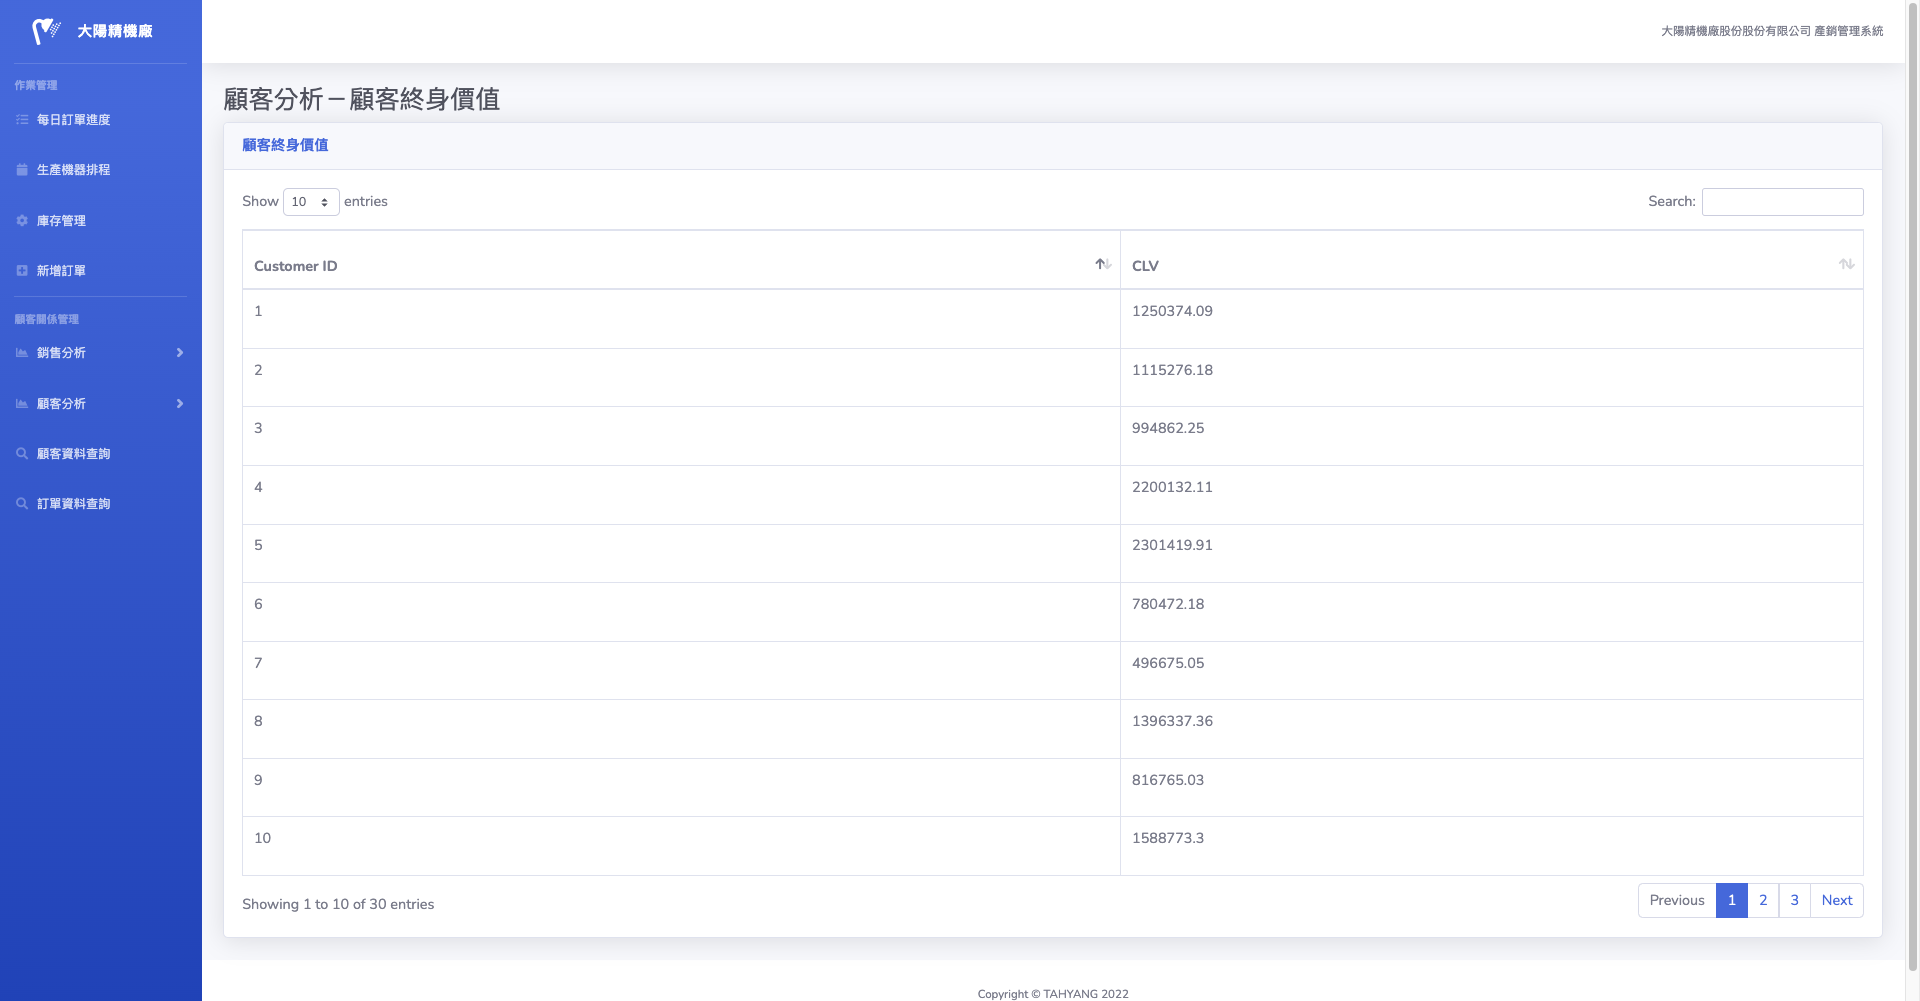 大陽精機廠
作業管理
每日訂單進度
生產機器排程
庫存管理
新增訂單
顧客關係管理
銷售分析
顧客分析
顧客資料查詢
訂單資料查詢
大陽精機廠股份股份有限公司 產銷管理系統
顧客分析－顧客終身價值
顧客終身價值
Show 10 entries
Search:
Customer ID CLV
1 1250374.09
2 1115276.18
3 994862.25
4 2200132.11
5 2301419.91
6 780472.18
7 496675.05
8 1396337.36
9 816765.03
10 1588773.3
Showing 1 to 10 of 30 entries
Previous 1 2 3 Next
Copyright © TAHYANG 2022